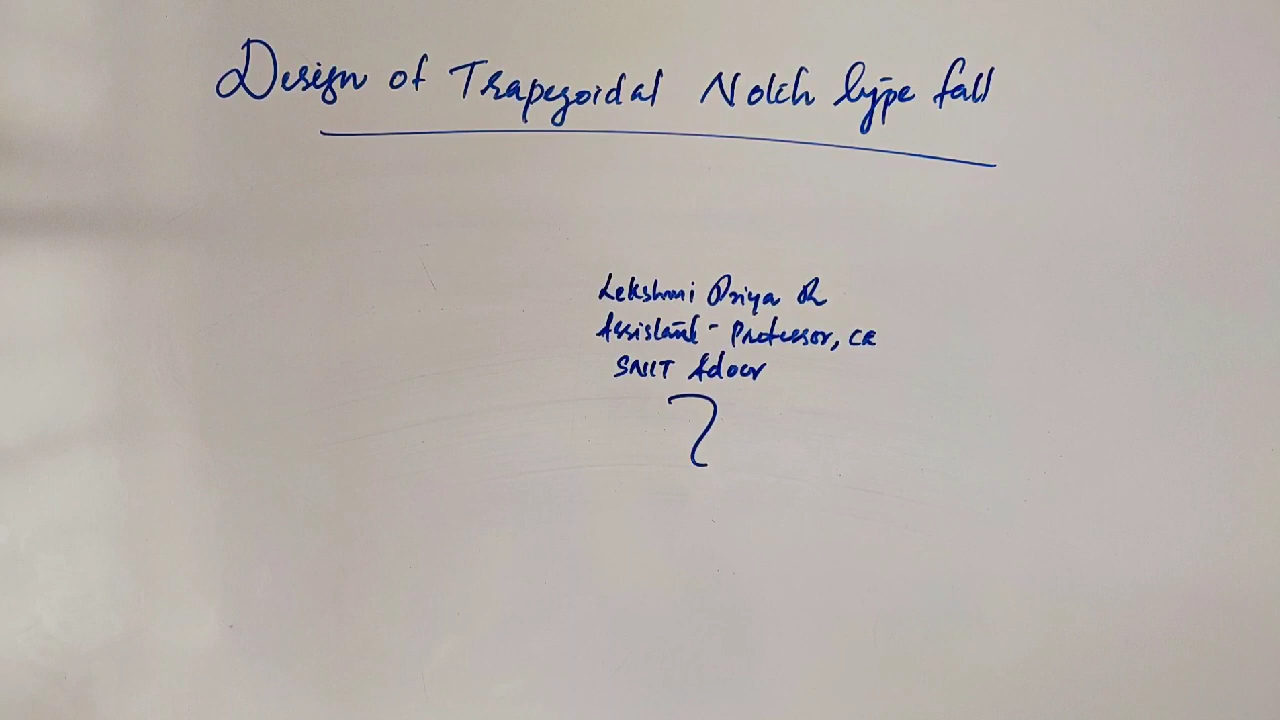 Design of Trapezoidal Notch type fall
Lekshmi Priya R
Assistant - Professor, CE
SNIT Adoor